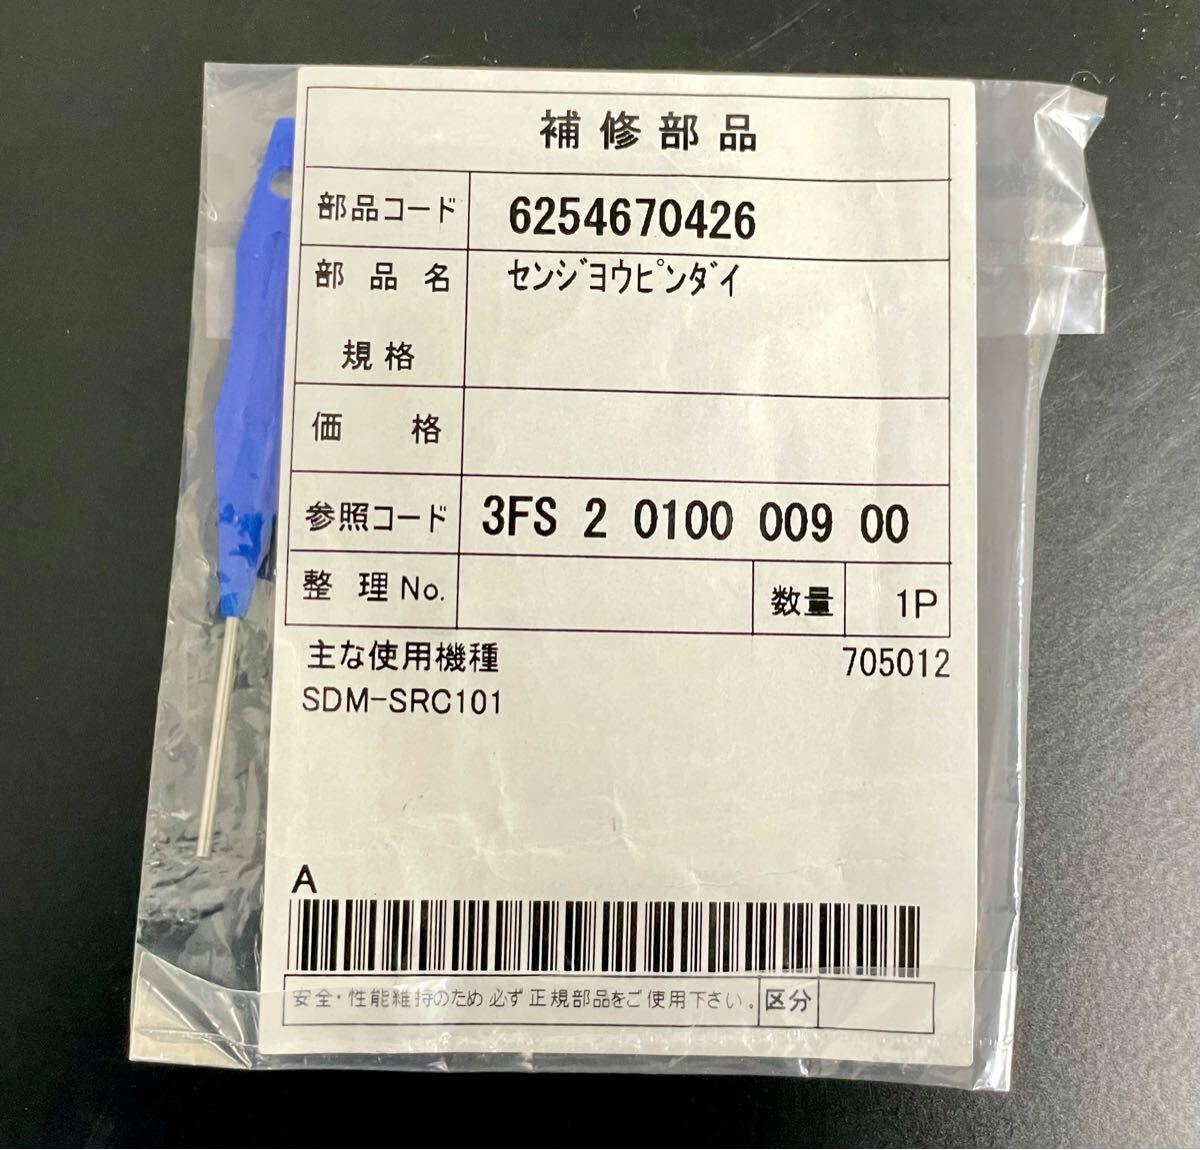 補修部品
部品コード 6254670426
部品名 センジヨウピンダイ
規格
価格
参照コード 3FS 2 0100 009 00
整理No. 数量 1P
主な使用機種 705012
SDM-SRC101
A
安全・性能維持のため必ず正規部品をご使用下さい。 区分